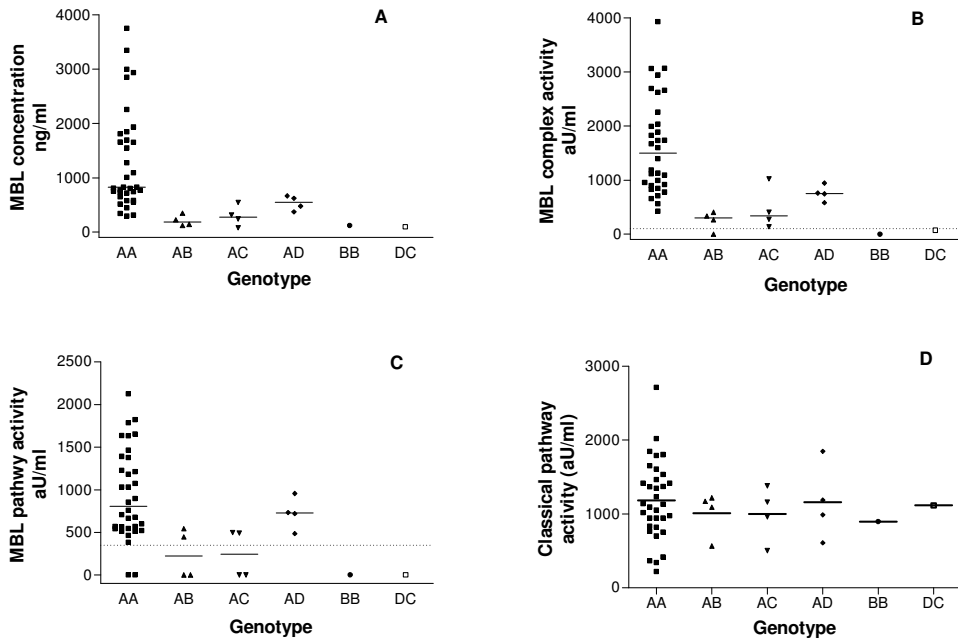 A
MBL concentration
ng/ml
4000
3000
2000
1000
0
AA AB AC AD BB DC
Genotype
B
MBL complex activity
aU/ml
4000
3000
2000
1000
0
AA AB AC AD BB DC
Genotype
C
MBL pathwy activity
aU/ml
2500
2000
1500
1000
500
0
AA AB AC AD BB DC
Genotype
D
Classical pathway
activity (aU/ml)
3000
2000
1000
0
AA AB AC AD BB DC
Genotype